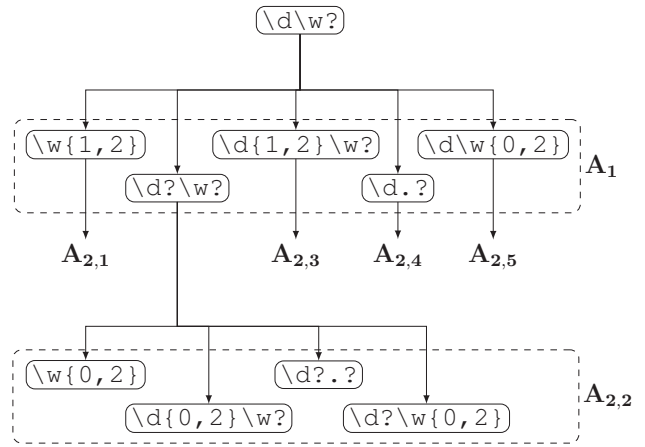 \d\w?
\w{1,2} \d{1,2}\w? \d\w{0,2}
A1
\d?\w? \d.?
A2,1 A2,3 A2,4 A2,5
\w{0,2} \d?.?
A2,2
\d{0,2}\w? \d?\w{0,2}